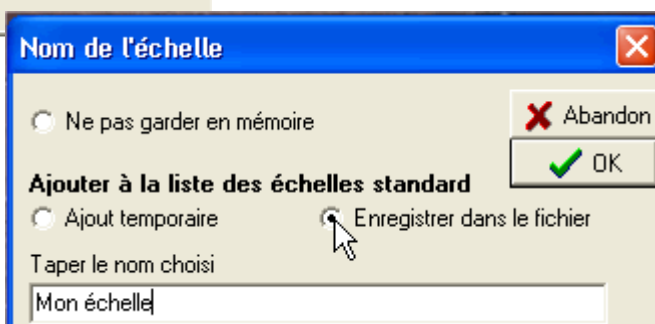 Nom de l'échelle
Ne pas garder en mémoire
Abandon
OK
Ajouter à la liste des échelles standard
Ajout temporaire
Enregistrer dans le fichier
Taper le nom choisi
Mon échelle